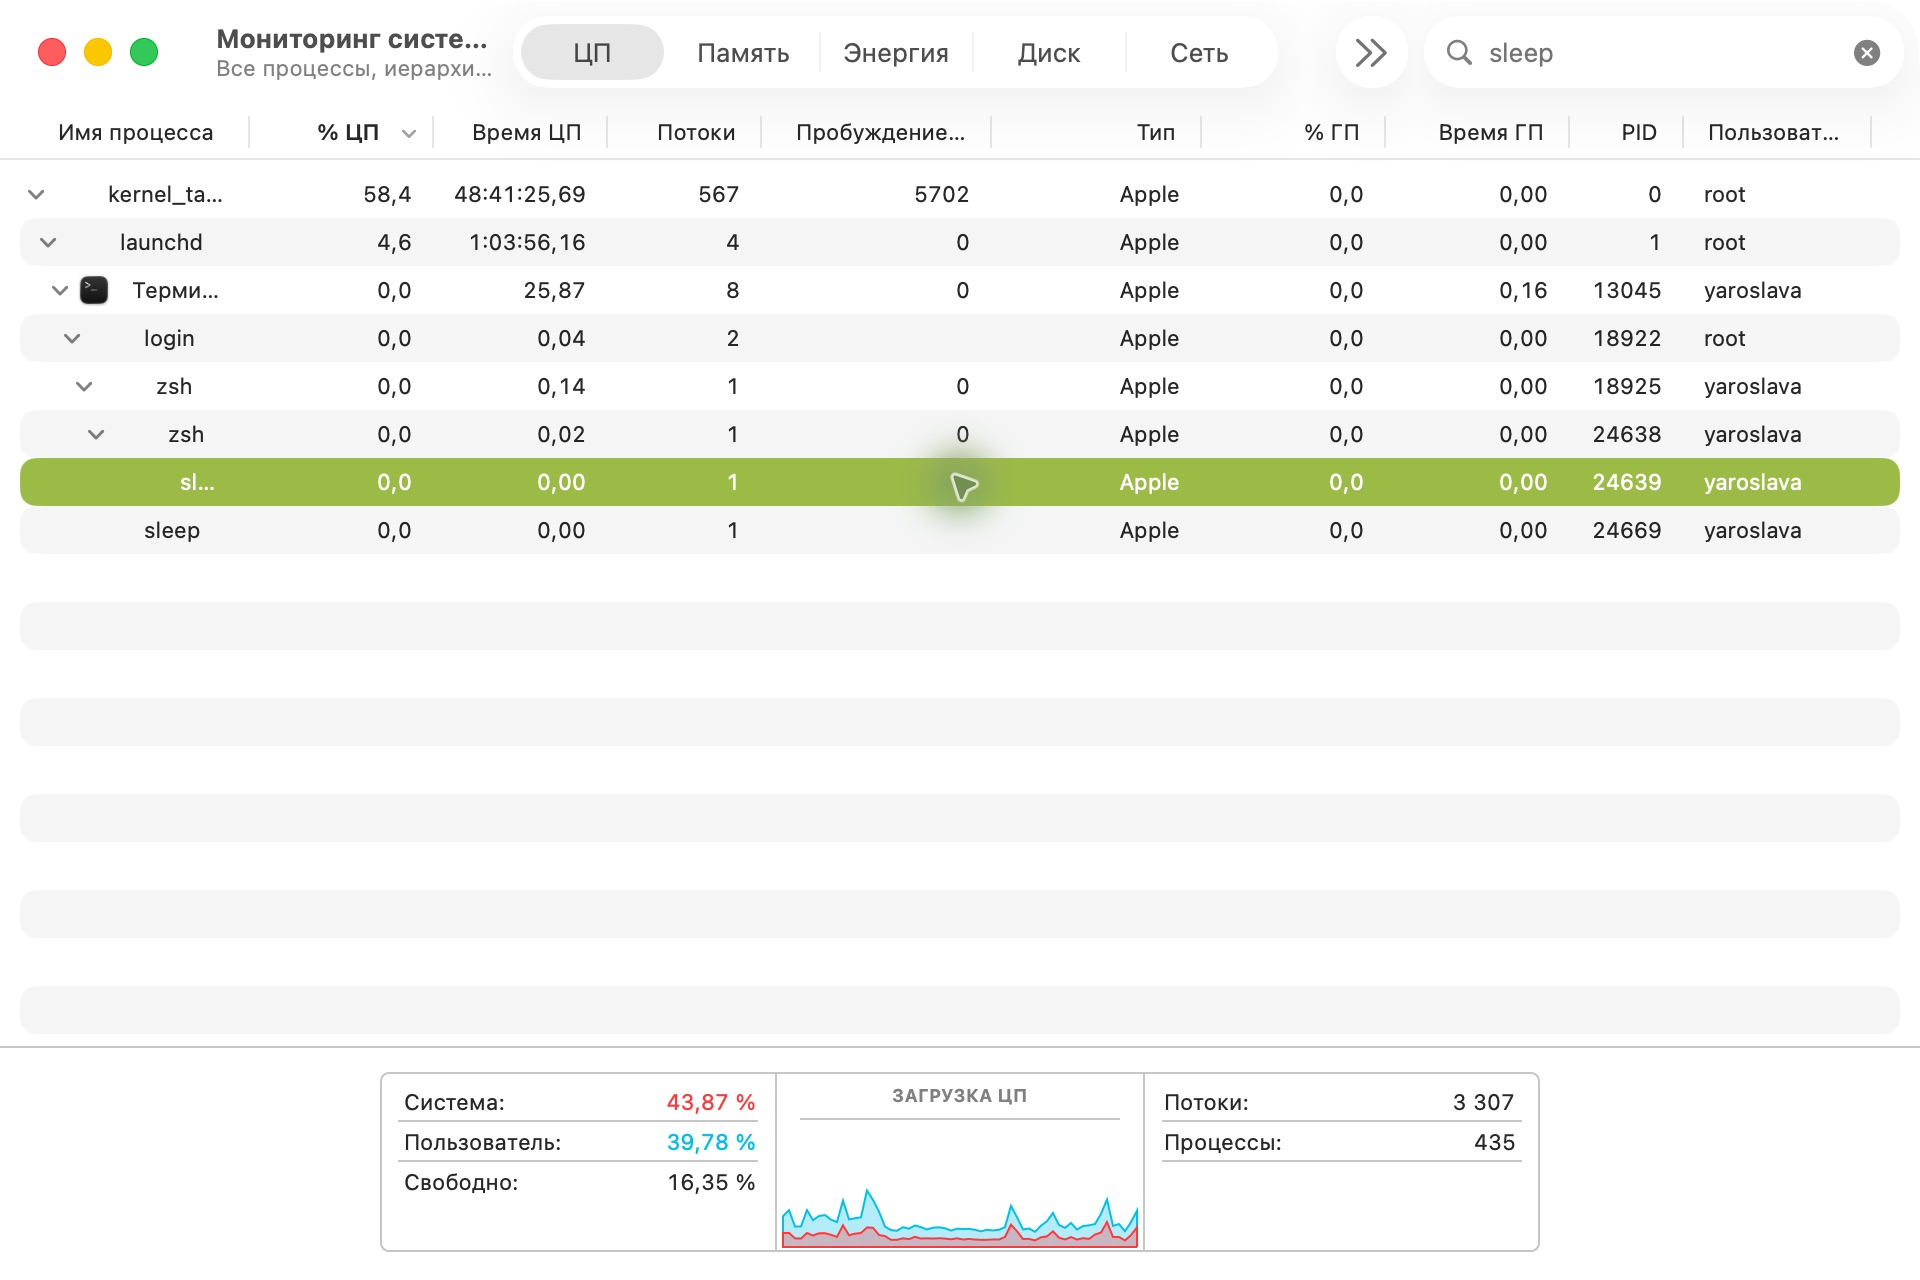 Мониторинг систе...
Все процессы, иерархи...
ЦП Память Энергия Диск Сеть
sleep
Имя процесса % ЦП Время ЦП Потоки Пробуждение... Тип % ГП Время ГП PID Пользоват...
kernel_ta... 58,4 48:41:25,69 567 5702 Apple 0,0 0,00 0 root
launchd 4,6 1:03:56,16 4 0 Apple 0,0 0,00 1 root
>_ Терми... 0,0 25,87 8 0 Apple 0,0 0,16 13045 yaroslava
login 0,0 0,04 2 Apple 0,0 0,00 18922 root
zsh 0,0 0,14 1 0 Apple 0,0 0,00 18925 yaroslava
zsh 0,0 0,02 1 0 Apple 0,0 0,00 24638 yaroslava
sl... 0,0 0,00 1 Apple 0,0 0,00 24639 yaroslava
sleep 0,0 0,00 1 Apple 0,0 0,00 24669 yaroslava
Система: 43,87 %
Пользователь: 39,78 %
Свободно: 16,35 %
ЗАГРУЗКА ЦП
Потоки: 3 307
Процессы: 435